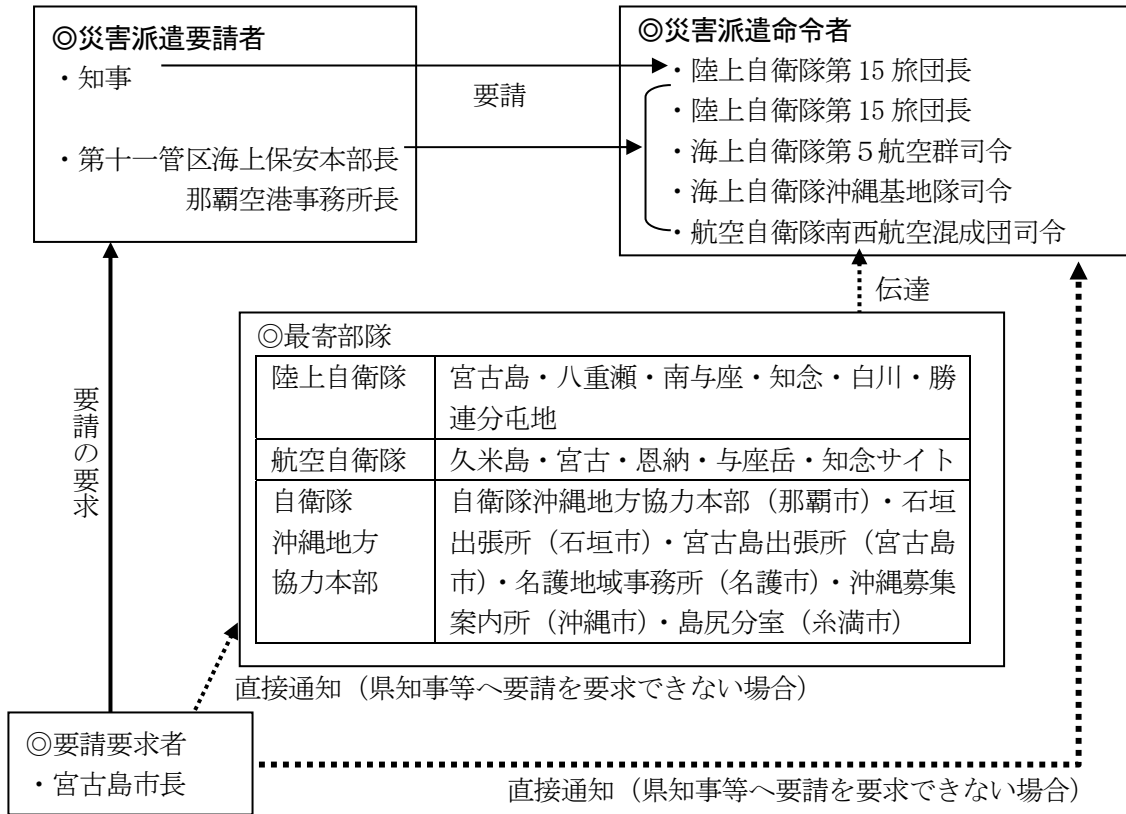 ◎災害派遣要請者
・知事
・第十一管区海上保安本部長
那覇空港事務所長
要請
◎災害派遣命令者
・陸上自衛隊第 15 旅団長
・陸上自衛隊第 15 旅団長
・海上自衛隊第5航空群司令
・海上自衛隊沖縄基地隊司令
・航空自衛隊南西航空混成団司令
伝達
◎最寄部隊
陸上自衛隊
宮古島・八重瀬・南与座・知念・白川・勝
連分屯地
航空自衛隊
久米島・宮古・恩納・与座岳・知念サイト
自衛隊
沖縄地方
協力本部
自衛隊沖縄地方協力本部（那覇市）・石垣
出張所（石垣市）・宮古島出張所（宮古島
市）・名護地域事務所（名護市）・沖縄募集
案内所（沖縄市）・島尻分室（糸満市）
要請の要求
直接通知（県知事等へ要請を要求できない場合）
◎要請要求者
・宮古島市長
直接通知（県知事等へ要請を要求できない場合）